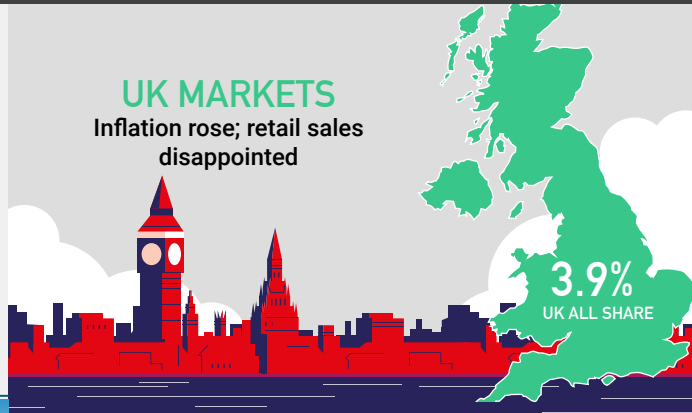 UK MARKETS
Inflation rose; retail sales
disappointed
3.9%
UK ALL SHARE